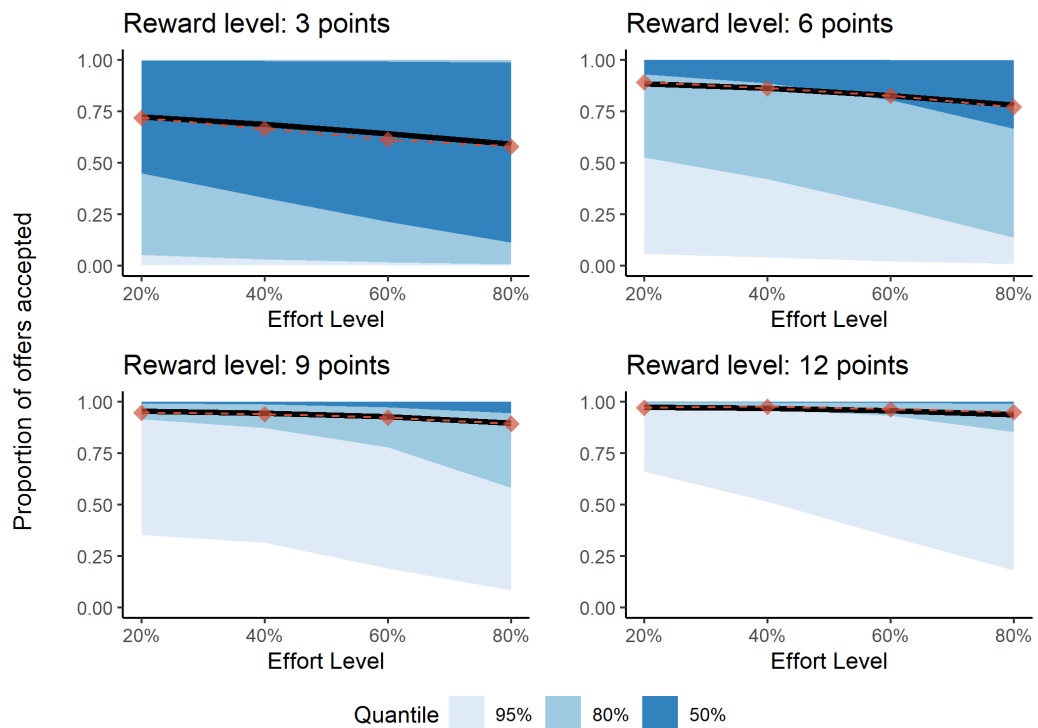 Reward level: 3 points
1.00
0.75
0.50
0.25
0.00
20% 40% 60% 80%
Effort Level
Reward level: 6 points
1.00
0.75
0.50
0.25
0.00
20% 40% 60% 80%
Effort Level
Proportion of offers accepted
Reward level: 9 points
1.00
0.75
0.50
0.25
0.00
20% 40% 60% 80%
Effort Level
Reward level: 12 points
1.00
0.75
0.50
0.25
0.00
20% 40% 60% 80%
Effort Level
Quantile 95% 80% 50%